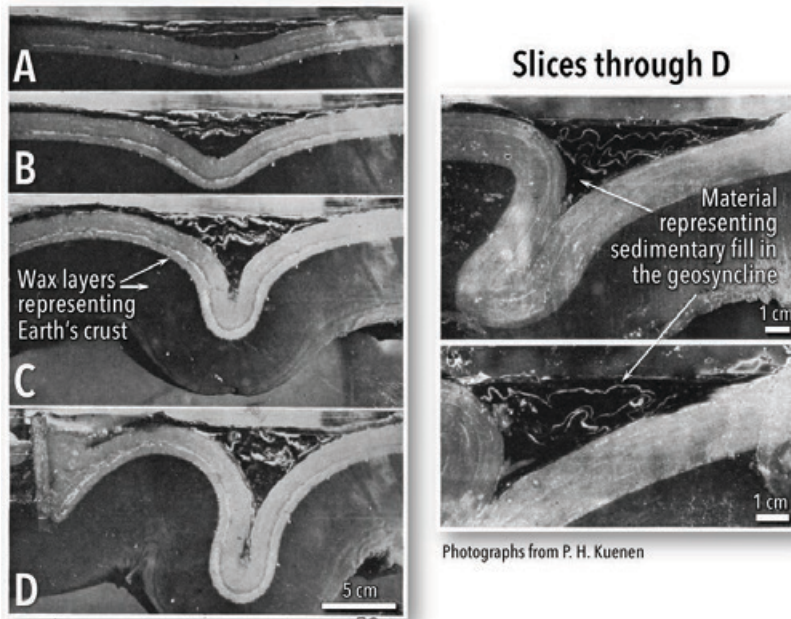 A
B
Wax layers
representing
Earth's crust
C
D
5 cm
Slices through D
Material
representing
sedimentary fill in
the geosyncline
1 cm
1 cm
Photographs from P. H. Kuenen